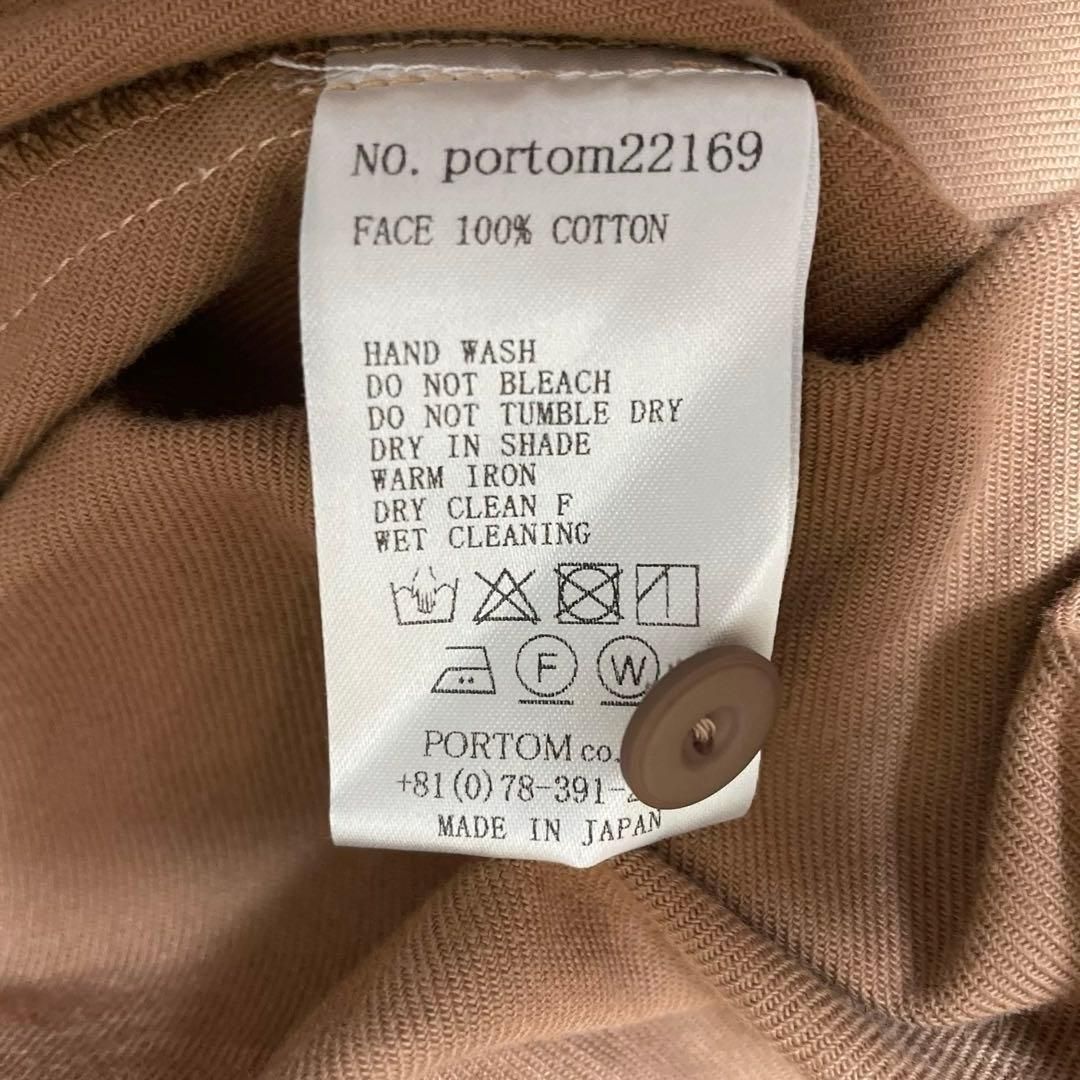 NO. portom22169
FACE 100% COTTON
HAND WASH
DO NOT BLEACH
DO NOT TUMBLE DRY
DRY IN SHADE
WARM IRON
DRY CLEAN F
WET CLEANING
F W
PORTOM co.
+81(0)78-391-
MADE IN JAPAN